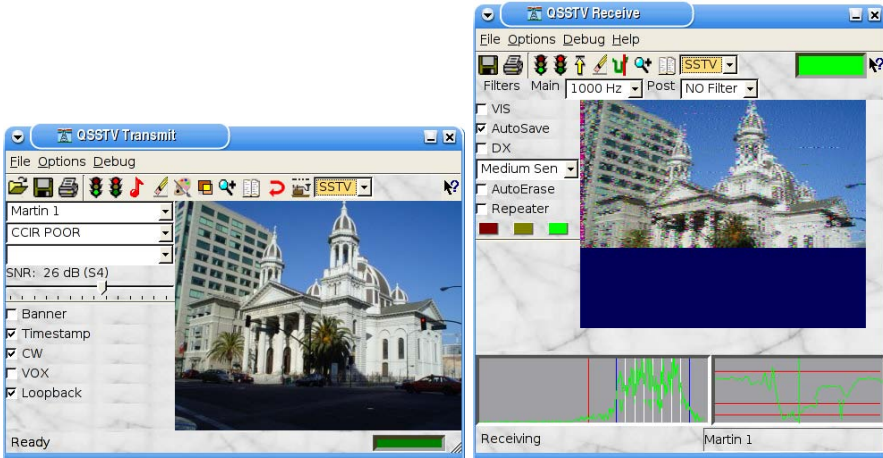 QSSTV Transmit
File Options Debug
SSTV
Martin 1
CCIR POOR
SNR: 26 dB (S4)
Banner
Timestamp
CW
VOX
Loopback
Ready
QSSTV Receive
File Options Debug Help
SSTV
Filters Main 1000 Hz Post NO Filter
VIS
AutoSave
DX
Medium Sen
AutoErase
Repeater
Receiving
Martin 1